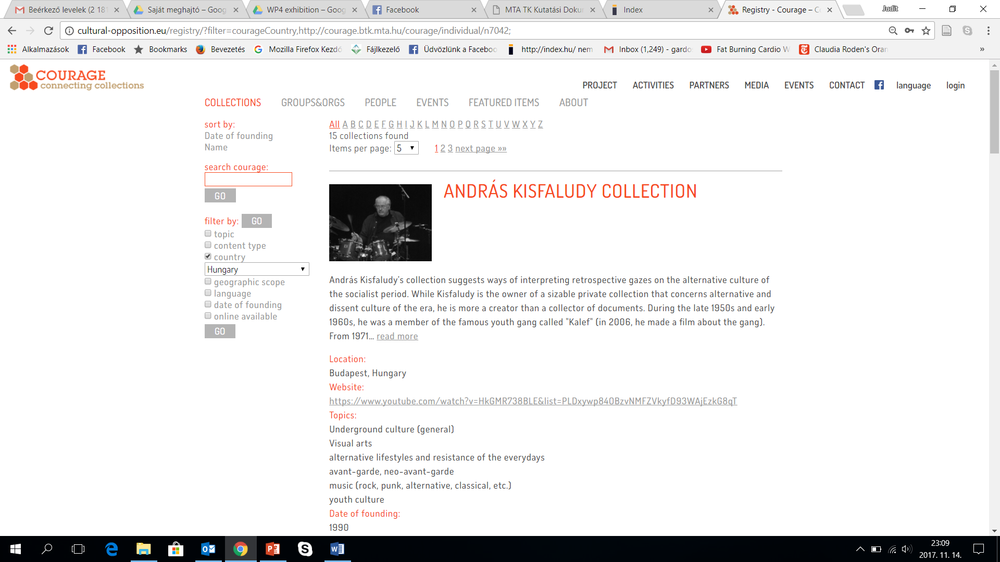 Beérkező levelek (2 181
Saját meghajtó – Goog
WP4 exhibition – Goog
Facebook
MTA TK Kutatási Dokur
Index
Registry - Courage – Co
Judit
cultural-opposition.eu/registry/?filter=courageCountry,http://courage.btk.mta.hu/courage/individual/n7042;
Alkalmazások
Facebook
Bookmarks
Bevezetés
Mozilla Firefox Kezdő
Fájlkezelő
Üdvözlünk a Faceboo
http://index.hu/ nem
Inbox (1,249) - gardo
Fat Burning Cardio W
Claudia Roden's Oran
»
COURAGE
connecting collections
PROJECT ACTIVITIES PARTNERS MEDIA EVENTS CONTACT language login
COLLECTIONS GROUPS&ORGS PEOPLE EVENTS FEATURED ITEMS ABOUT
sort by:
Date of founding
Name
search courage:
GO
filter by: GO
topic
content type
country
Hungary
geographic scope
language
date of founding
online available
GO
All A B C D E F G H I J K L M N O P Q R S T U V W X Y Z
15 collections found
Items per page: 5 1 2 3 next page »»
ANDRÁS KISFALUDY COLLECTION
András Kisfaludy's collection suggests ways of interpreting retrospective gazes on the alternative culture of
the socialist period. While Kisfaludy is the owner of a sizable private collection that concerns alternative and
dissent culture of the era, he is more a creator than a collector of documents. During the late 1950s and early
1960s, he was a member of the famous youth gang called "Kalef" (in 2006, he made a film about the gang).
From 1971... read more
Location:
Budapest, Hungary
Website:
https://www.youtube.com/watch?v=HkGMR738BLE&list=PLDxywp84OBzvNMFZVkyfD93WAjEzkG8qT
Topics:
Underground culture (general)
Visual arts
alternative lifestyles and resistance of the everydays
avant-garde, neo-avant-garde
music (rock, punk, alternative, classical, etc.)
youth culture
Date of founding:
1990
23:09
2017. 11. 14.